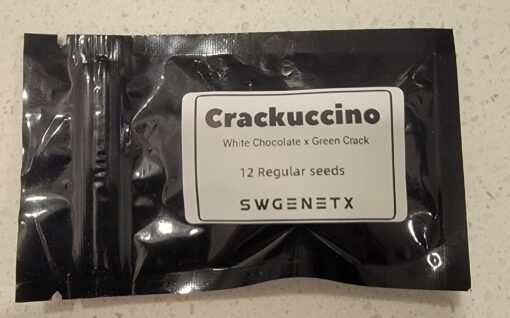 Crackuccino
White Chocolate x Green Crack
12 Regular seeds
SWGENETX